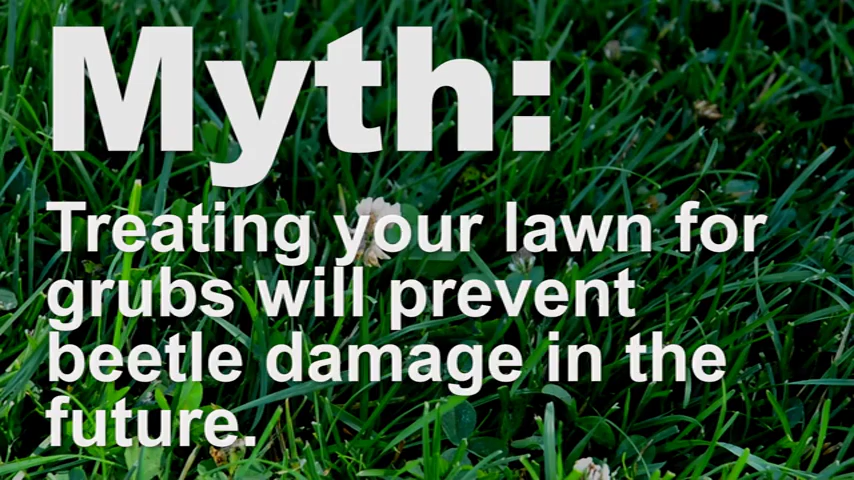 Myth:
Treating your lawn for
grubs will prevent
beetle damage in the
future.